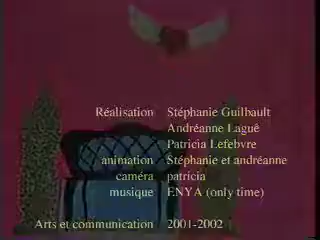 Réalisation Stéphanie Guilbault
Andréanne Laguë
Patricia Lefebvre
animation Stéphanie et andréanne
caméra patricia
musique ENYA (only time)
Arts et communication 2001-2002